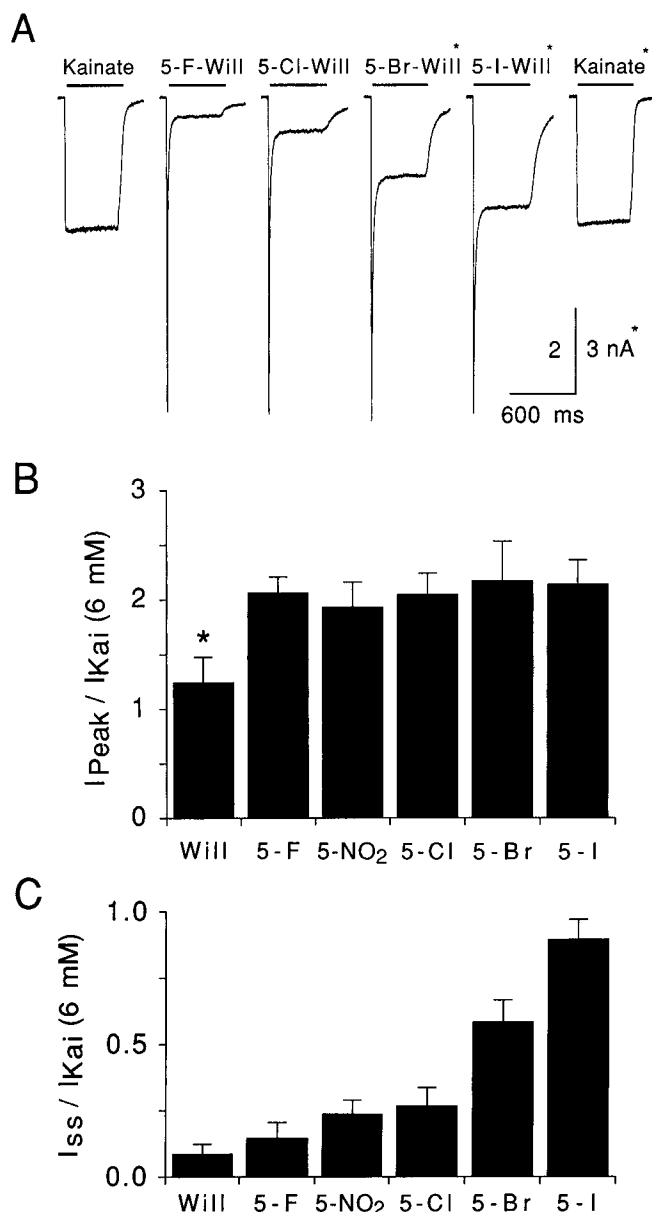 A
Kainate 5-F-Will 5-Cl-Will 5-Br-Will* 5-I-Will* Kainate*
2 3 nA*
600 ms
B
IPeak / IKai (6 mM)
3
2
1
0
*
Will 5-F 5-NO2 5-Cl 5-Br 5-I
C
Iss / IKai (6 mM)
1.0
0.5
0.0
Will 5-F 5-NO2 5-Cl 5-Br 5-I